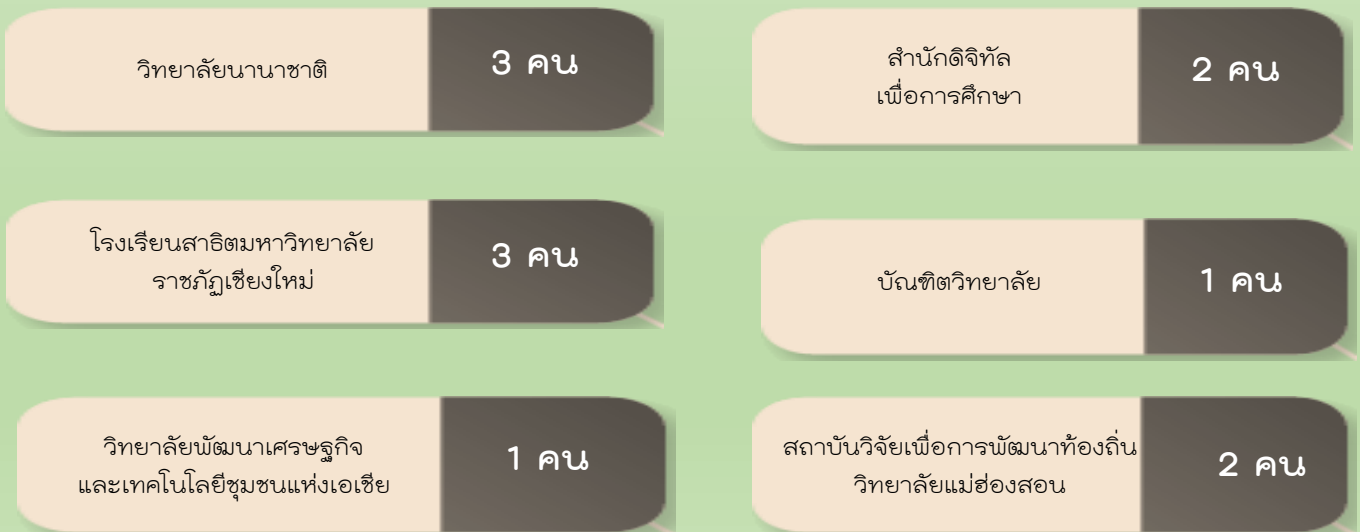 วิทยาลัยนานาชาติ
3 คน
สำนักดิจิทัล
เพื่อการศึกษา
2 คน
โรงเรียนสาธิตมหาวิทยาลัย
ราชภัฏเชียงใหม่
3 คน
บัณฑิตวิทยาลัย
1 คน
วิทยาลัยพัฒนาเศรษฐกิจ
และเทคโนโลยีชุมชนแห่งเอเชีย
1 คน
สถาบันวิจัยเพื่อการพัฒนาท้องถิ่น
วิทยาลัยแม่ฮ่องสอน
2 คน